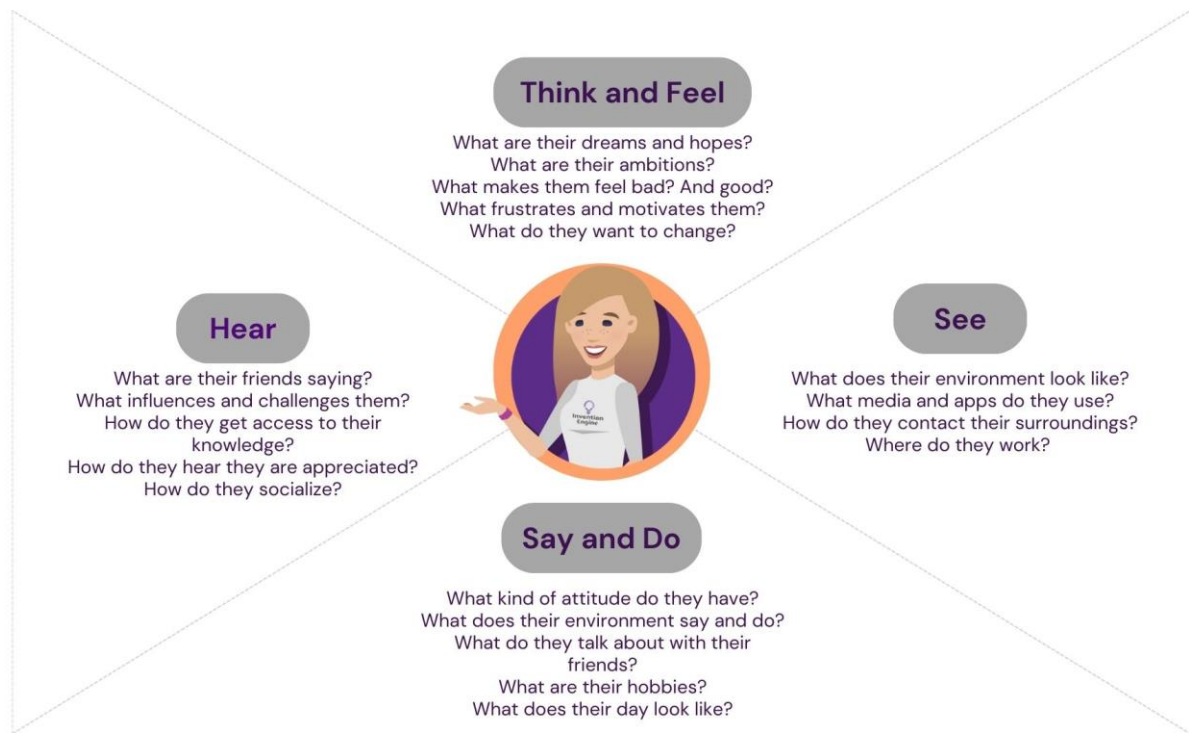 Think and Feel
What are their dreams and hopes?
What are their ambitions?
What makes them feel bad? And good?
What frustrates and motivates them?
What do they want to change?
Hear
What are their friends saying?
What influences and challenges them?
How do they get access to their
knowledge?
How do they hear they are appreciated?
How do they socialize?
Invention
Engine
See
What does their environment look like?
What media and apps do they use?
How do they contact their surroundings?
Where do they work?
Say and Do
What kind of attitude do they have?
What does their environment say and do?
What do they talk about with their
friends?
What are their hobbies?
What does their day look like?